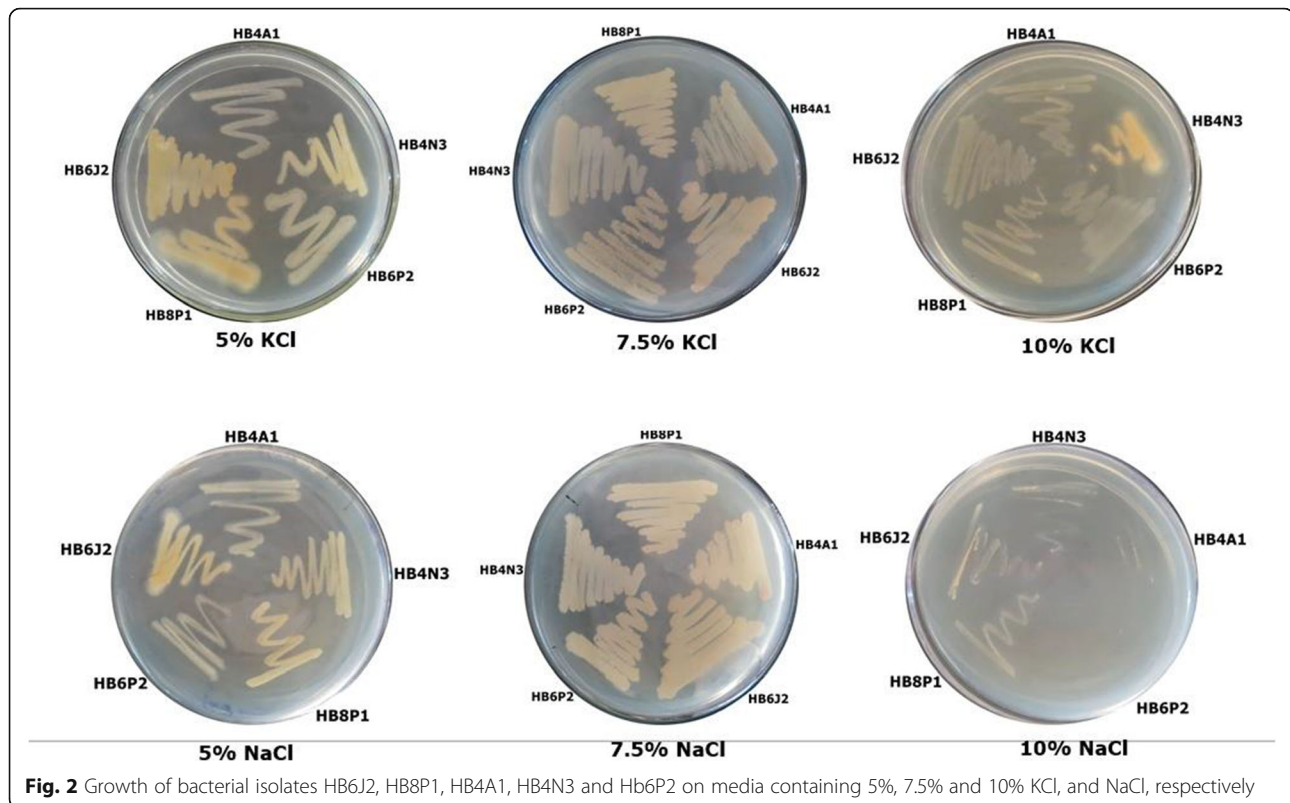 HB4A1
HB8P1
HB4A1
HB4A1
HB4N3
HB4N3
HB6J2
HB4N3
HB6J2
HB6P2
HB6J2
HB6P2
HB8P1
HB6P2
HB8P1
5% KCl
7.5% KCl
10% KCl
HB4A1
HB8P1
HB4N3
HB6J2
HB4N3
HB4N3
HB4A1
HB6J2
HB4A1
HB6P2
HB8P1
HB6P2
HB6J2
HB8P1
HB6P2
5% NaCl
7.5% NaCl
10% NaCl
Fig. 2 Growth of bacterial isolates HB6J2, HB8P1, HB4A1, HB4N3 and Hb6P2 on media containing 5%, 7.5% and 10% KCl, and NaCl, respectively